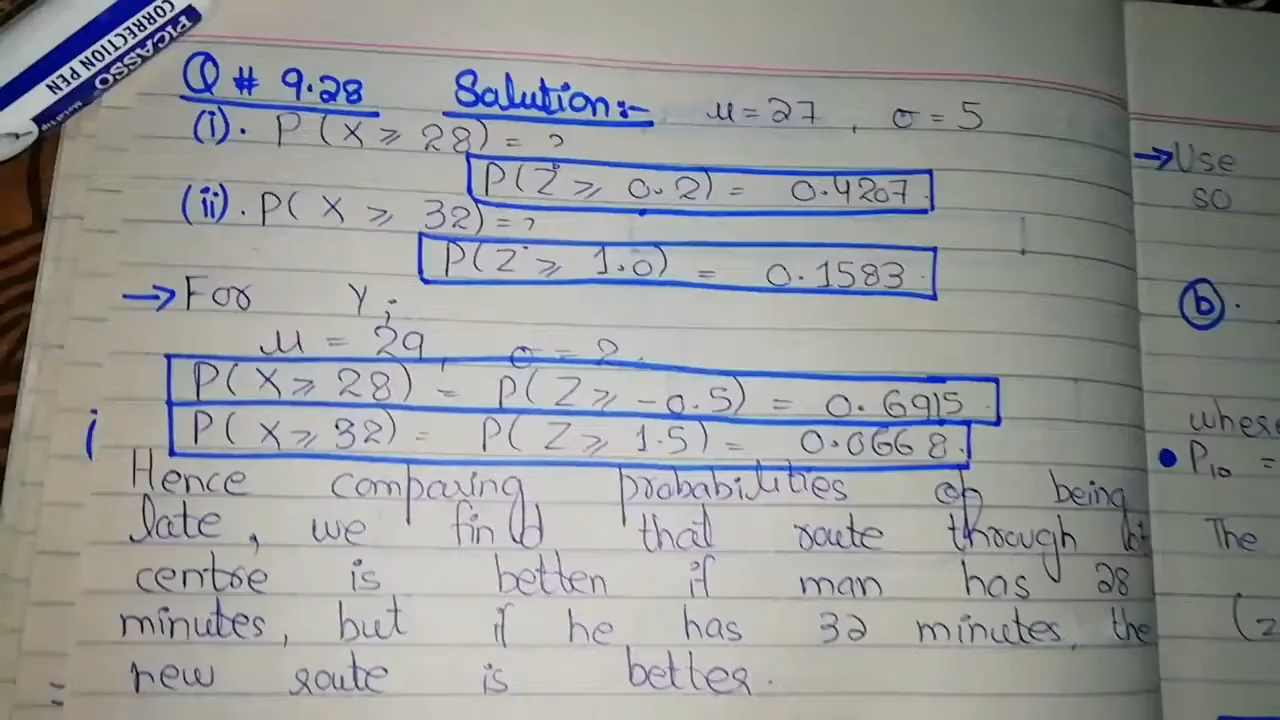 PICASSO
CORRECTION PEN
Q # 9.28 Salution:- μ = 27 , σ = 5
(i). P(X ⩾ 28) = ?
P(Z ⩾ 0.2) = 0.4207.
(ii). P(X ⩾ 32) = ?
P(Z ⩾ 1.0) = 0.1583.
→ For Y;
μ = 29, σ = 2.
P(X ⩾ 28) = P(Z ⩾ -0.5) = 0.6915.
P(X ⩾ 32) = P(Z ⩾ 1.5) = 0.0668.
Hence comparing probabilities of being
late, we find that route through
centre is better if man has 28
minutes, but if he has 32 minutes, the
new route is better.
→ Use
so
(b).
where
• P₁₀ =
The